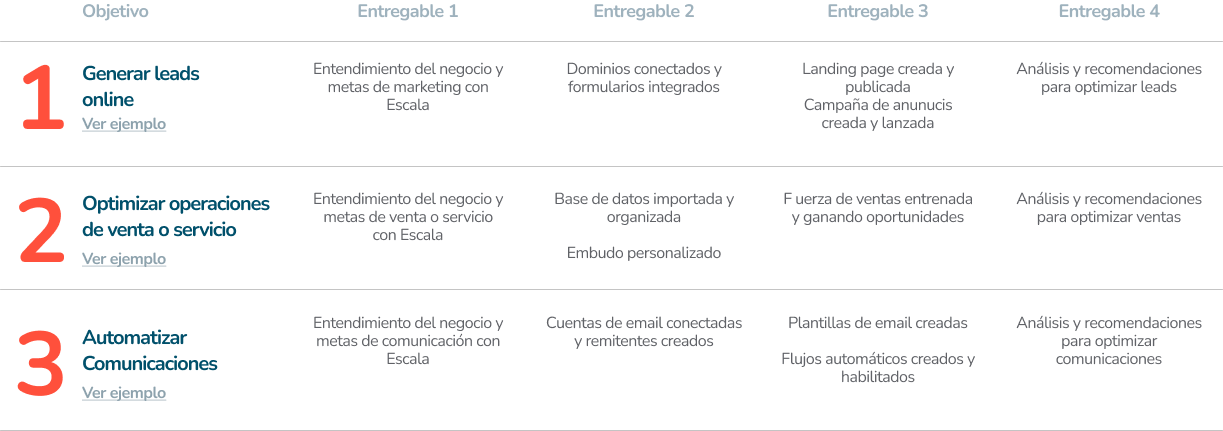 Objetivo
Entregable 1
Entregable 2
Entregable 3
Entregable 4
1
Generar leads
online
Ver ejemplo
Entendimiento del negocio y
metas de marketing con
Escala
Dominios conectados y
formularios integrados
Landing page creada y
publicada
Campaña de anunucis
creada y lanzada
Análisis y recomendaciones
para optimizar leads
2
Optimizar operaciones
de venta o servicio
Ver ejemplo
Entendimiento del negocio y
metas de venta o servicio
con Escala
Base de datos importada y
organizada
Embudo personalizado
F uerza de ventas entrenada
y ganando oportunidades
Análisis y recomendaciones
para optimizar ventas
3
Automatizar
Comunicaciones
Ver ejemplo
Entendimiento del negocio y
metas de comunicación con
Escala
Cuentas de email conectadas
y remitentes creados
Plantillas de email creadas
Flujos automáticos creados y
habilitados
Análisis y recomendaciones
para optimizar
comunicaciones